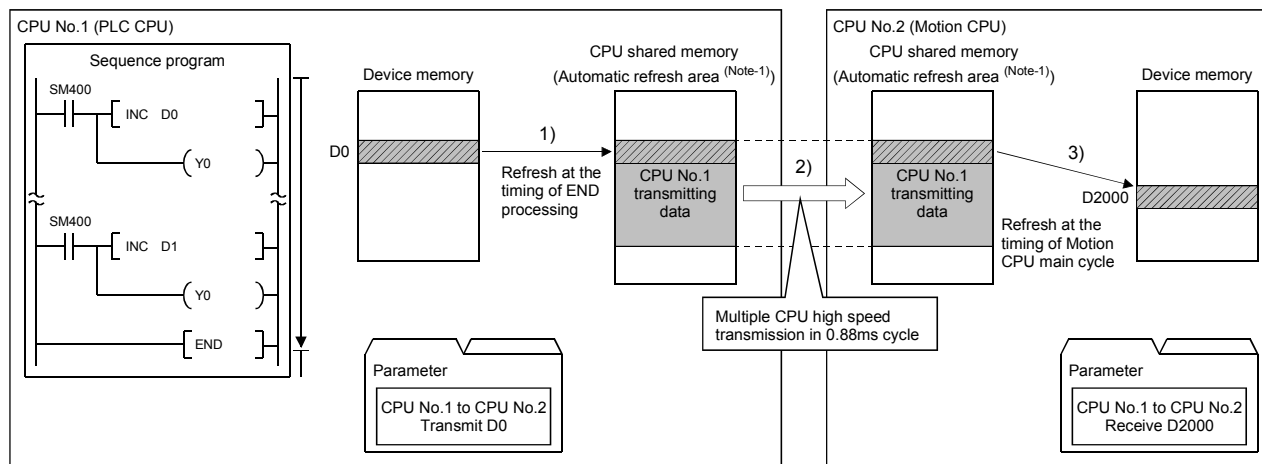 CPU No.1 (PLC CPU)
Sequence program
SM400
INC D0
Y0
SM400
INC D1
Y0
END
Device memory
D0
1)
Refresh at the
timing of END
processing
CPU shared memory
(Automatic refresh area (Note-1))
CPU No.1
transmitting
data
Parameter
CPU No.1 to CPU No.2
Transmit D0
2)
Multiple CPU high speed
transmission in 0.88ms cycle
CPU No.2 (Motion CPU)
CPU shared memory
(Automatic refresh area (Note-1))
CPU No.1
transmitting
data
3)
Refresh at the
timing of Motion
CPU main cycle
Device memory
D2000
Parameter
CPU No.1 to CPU No.2
Receive D2000